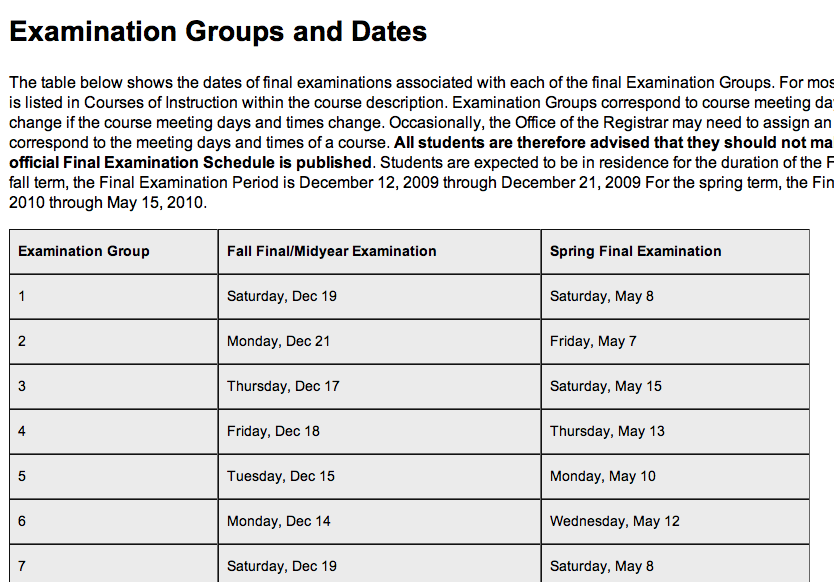 Examination Groups and Dates
The table below shows the dates of final examinations associated with each of the final Examination Groups. For mos
is listed in Courses of Instruction within the course description. Examination Groups correspond to course meeting da
change if the course meeting days and times change. Occasionally, the Office of the Registrar may need to assign an
correspond to the meeting days and times of a course. All students are therefore advised that they should not ma
official Final Examination Schedule is published. Students are expected to be in residence for the duration of the F
fall term, the Final Examination Period is December 12, 2009 through December 21, 2009 For the spring term, the Fin
2010 through May 15, 2010.
Examination Group Fall Final/Midyear Examination Spring Final Examination
1 Saturday, Dec 19 Saturday, May 8
2 Monday, Dec 21 Friday, May 7
3 Thursday, Dec 17 Saturday, May 15
4 Friday, Dec 18 Thursday, May 13
5 Tuesday, Dec 15 Monday, May 10
6 Monday, Dec 14 Wednesday, May 12
7 Saturday, Dec 19 Saturday, May 8